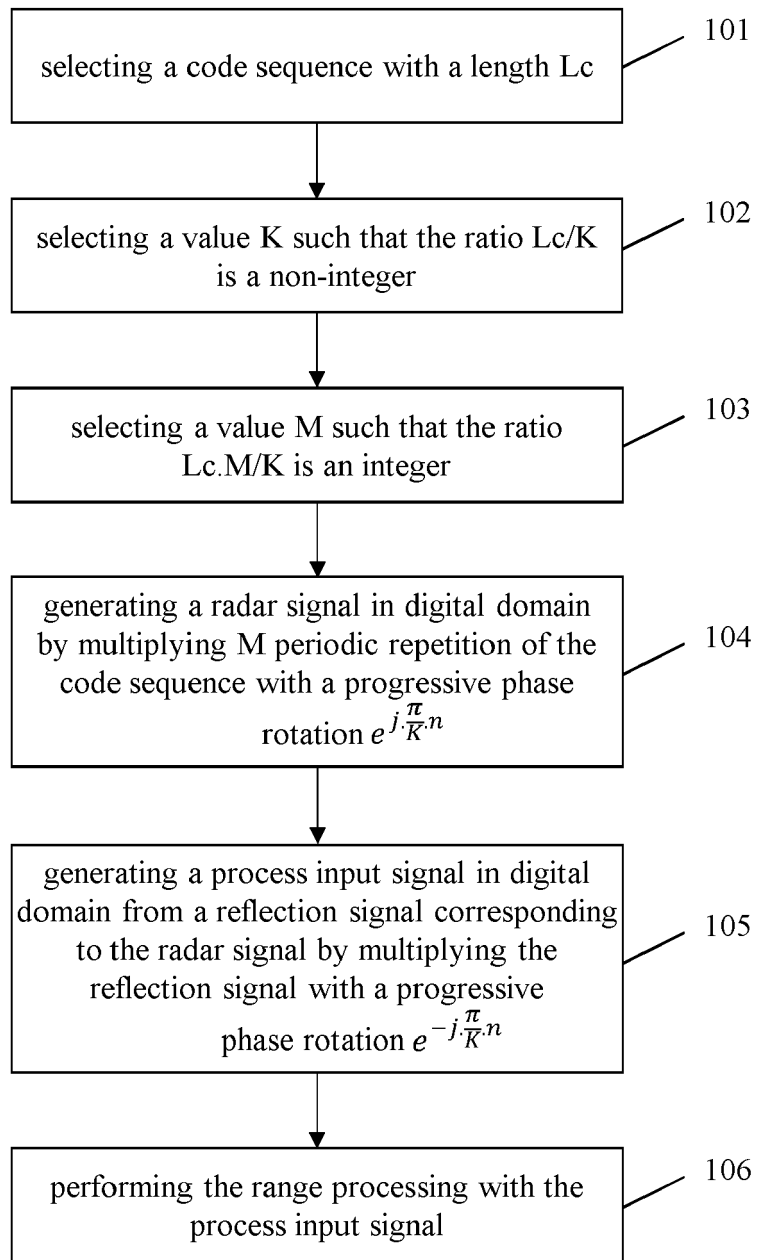 selecting a code sequence with a length Lc
101
selecting a value K such that the ratio Lc/K
is a non-integer
102
selecting a value M such that the ratio
Lc.M/K is an integer
103
generating a radar signal in digital domain
by multiplying M periodic repetition of the
code sequence with a progressive phase
rotation e^{j.\frac{π}{K}.n}
104
generating a process input signal in digital
domain from a reflection signal corresponding
to the radar signal by multiplying the
reflection signal with a progressive
phase rotation e^{-j.\frac{π}{K}.n}
105
performing the range processing with the
process input signal
106